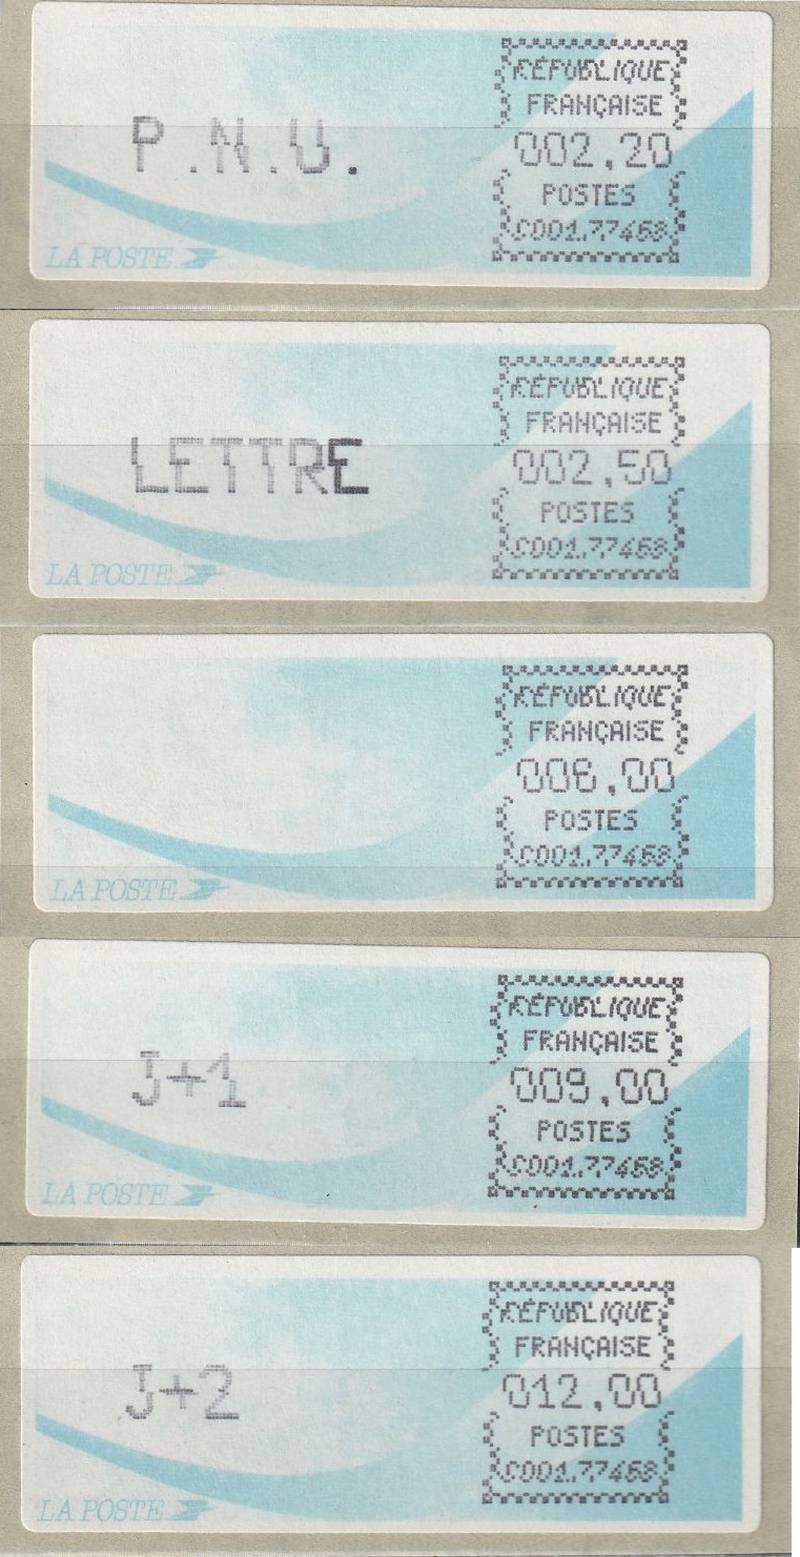 RÉPUBLIQUE
FRANÇAISE
P.N.U.
002,20
POSTES
C001.77468
LA POSTE
RÉPUBLIQUE
FRANÇAISE
LETTRE
002,50
POSTES
C001.77468
LA POSTE
RÉPUBLIQUE
FRANÇAISE
006,00
POSTES
C001.77468
LA POSTE
RÉPUBLIQUE
FRANÇAISE
J+1
009,00
POSTES
C001.77468
LA POSTE
RÉPUBLIQUE
FRANÇAISE
J+2
012,00
POSTES
C001.77468
LA POSTE